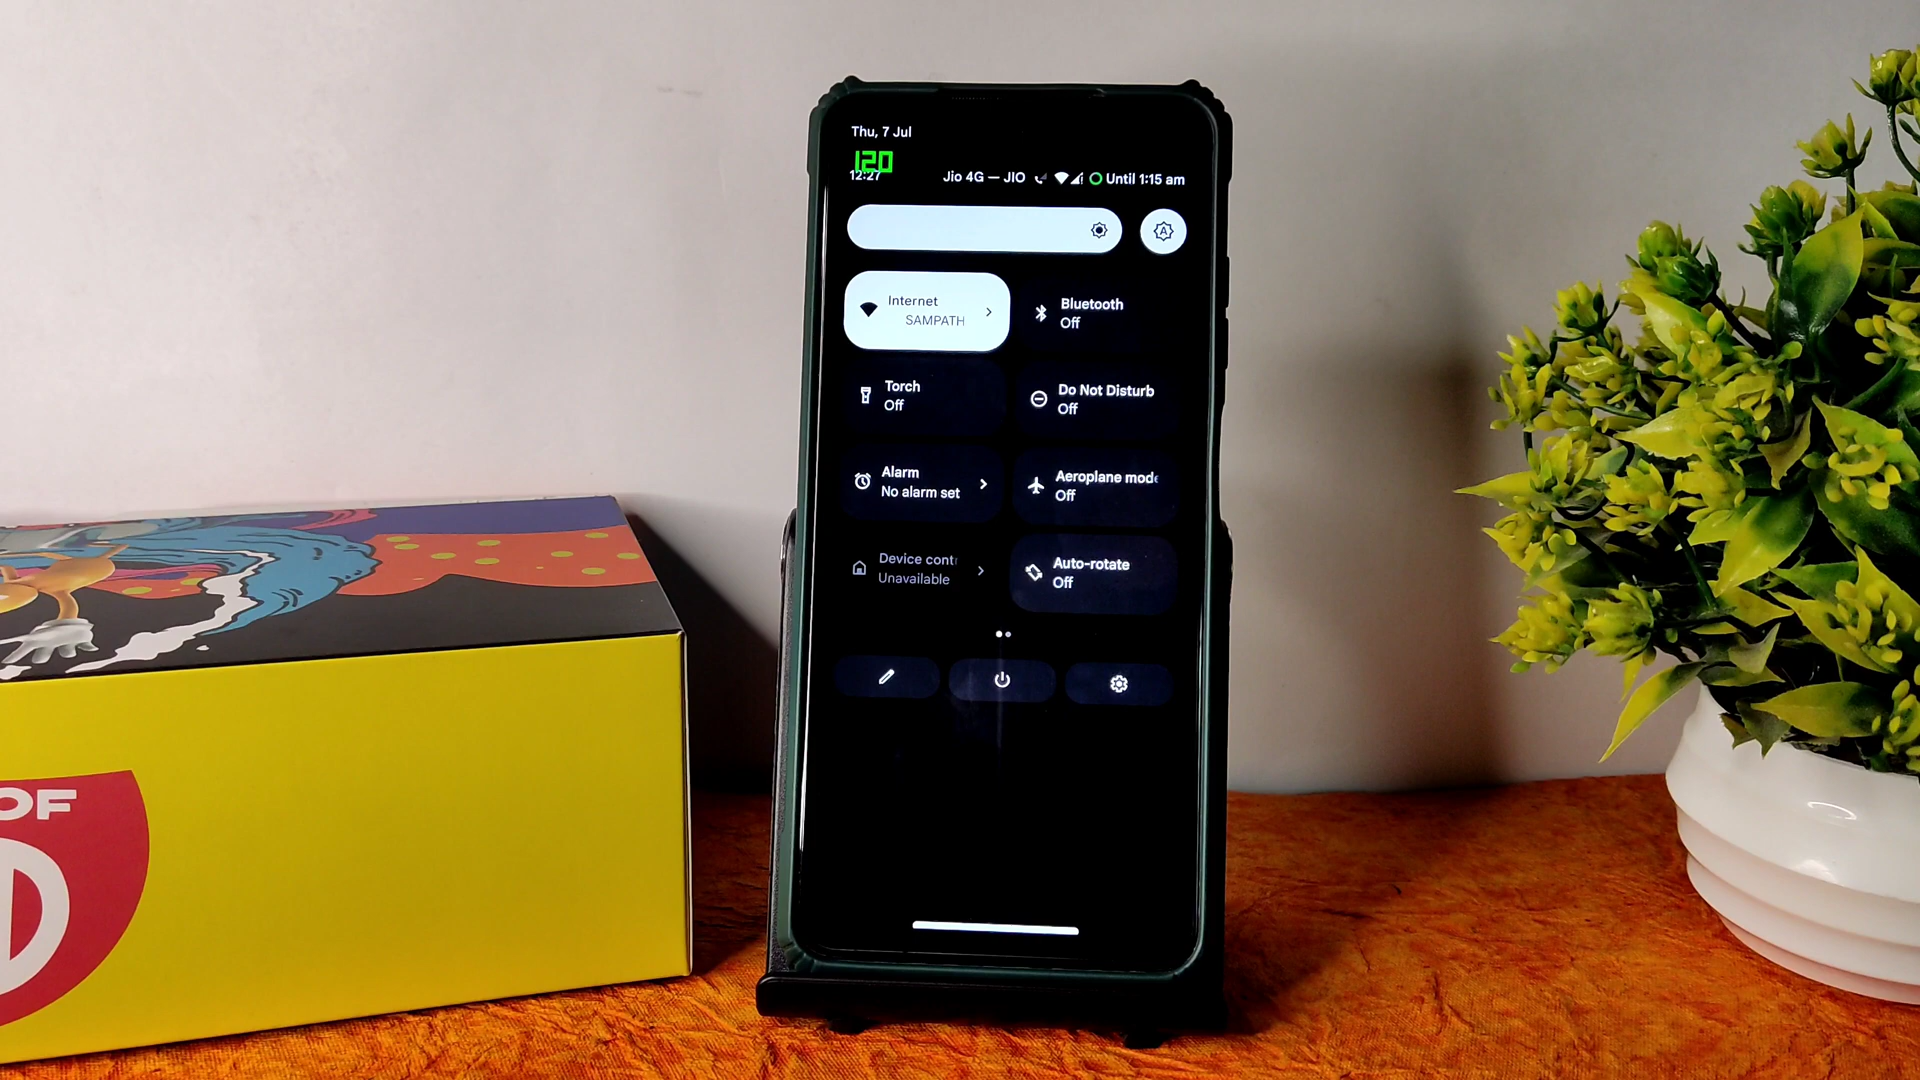 Thu, 7 Jul
120
12:27
Jio 4G — JIO
Until 1:15 am
A
Internet
SAMPATH
Bluetooth
Off
Torch
Off
Do Not Disturb
Off
Alarm
No alarm set
Aeroplane mod
Off
Device cont
Unavailable
Auto-rotate
Off
OF